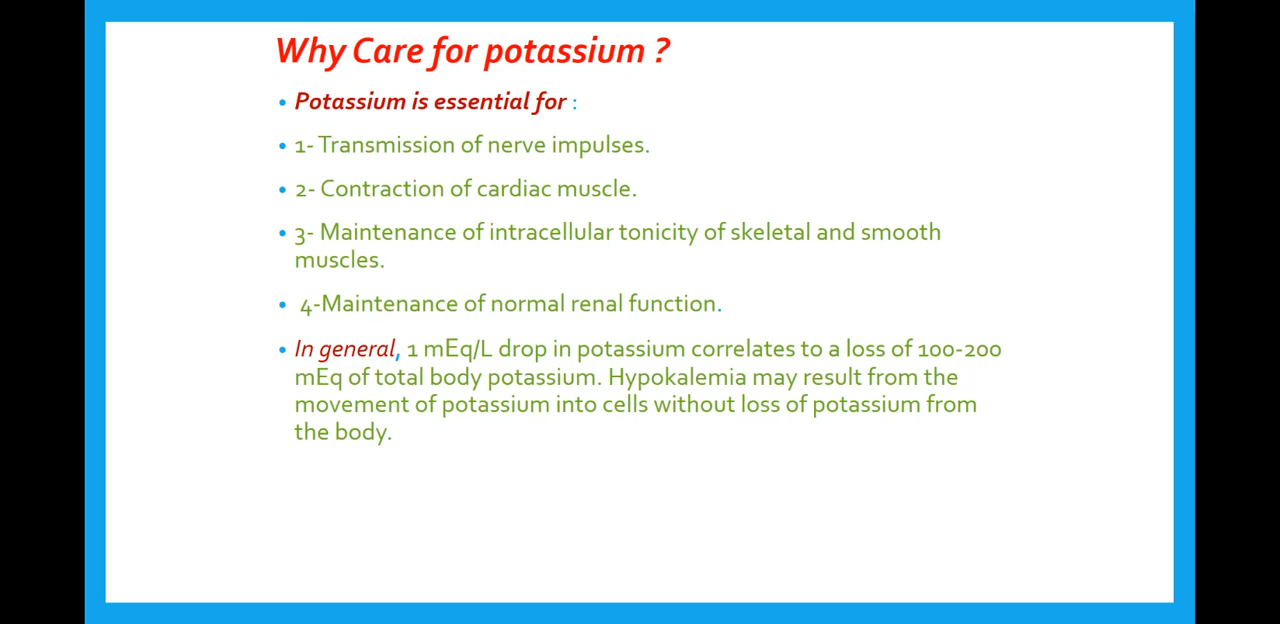 Why Care for potassium ?
• Potassium is essential for :
• 1- Transmission of nerve impulses.
• 2- Contraction of cardiac muscle.
• 3- Maintenance of intracellular tonicity of skeletal and smooth
muscles.
• 4-Maintenance of normal renal function.
• In general, 1 mEq/L drop in potassium correlates to a loss of 100-200
mEq of total body potassium. Hypokalemia may result from the
movement of potassium into cells without loss of potassium from
the body.